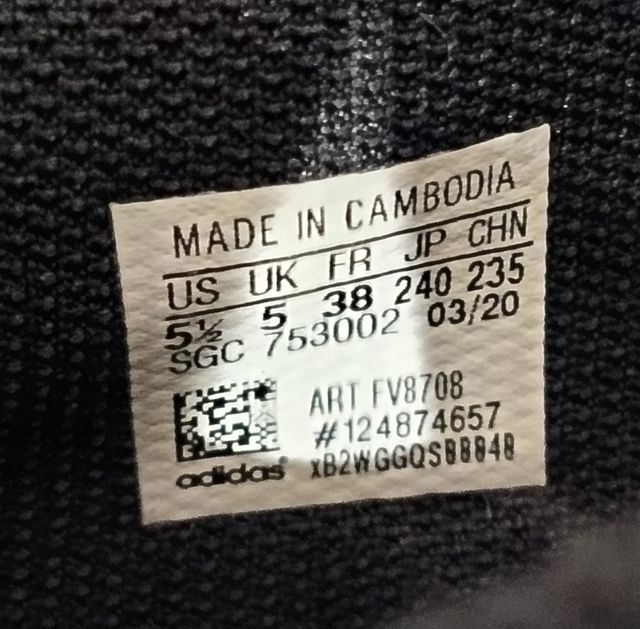 MADE IN CAMBODIA
US UK FR JP CHN
5½ 5 38 240 235
SGC 753002 03/20
ART FV8708
#124874657
adidas